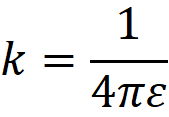 k = 1/(4πε)